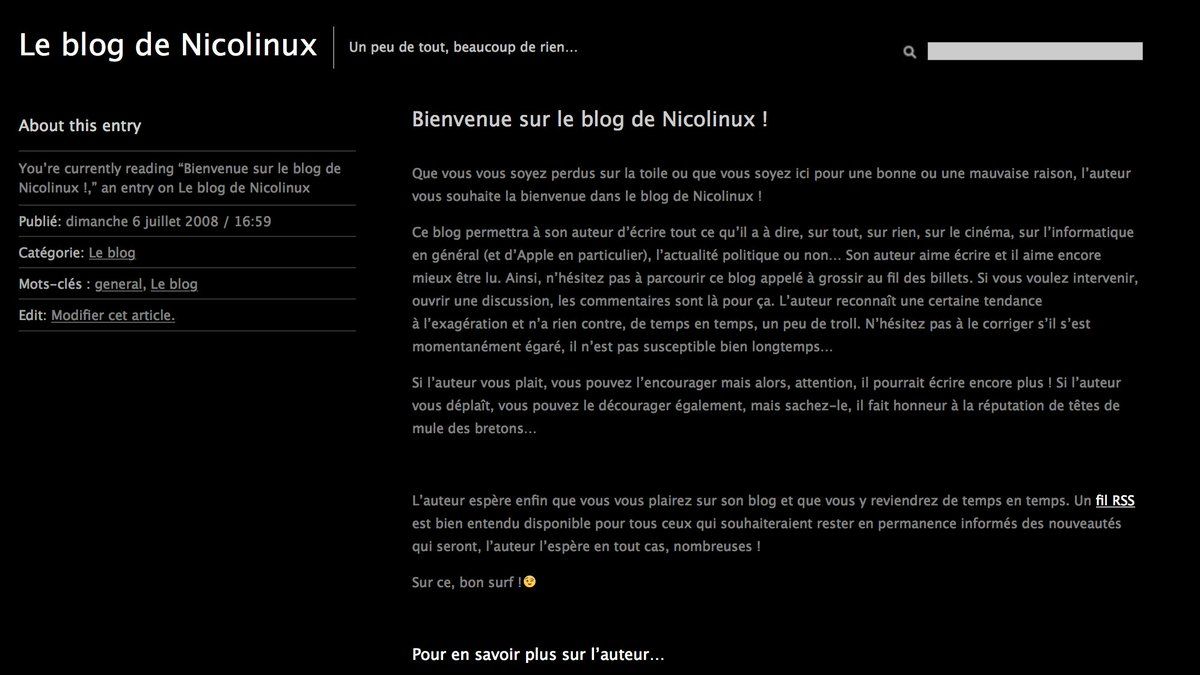 Le blog de Nicolinux
Un peu de tout, beaucoup de rien...
About this entry
You're currently reading “Bienvenue sur le blog de
Nicolinux !,” an entry on Le blog de Nicolinux
Publié: dimanche 6 juillet 2008 / 16:59
Catégorie: Le blog
Mots-clés : general, Le blog
Edit: Modifier cet article.
Bienvenue sur le blog de Nicolinux !
Que vous vous soyez perdus sur la toile ou que vous soyez ici pour une bonne ou une mauvaise raison, l'auteur
vous souhaite la bienvenue dans le blog de Nicolinux !
Ce blog permettra à son auteur d'écrire tout ce qu'il a à dire, sur tout, sur rien, sur le cinéma, sur l'informatique
en général (et d'Apple en particulier), l'actualité politique ou non... Son auteur aime écrire et il aime encore
mieux être lu. Ainsi, n'hésitez pas à parcourir ce blog appelé à grossir au fil des billets. Si vous voulez intervenir,
ouvrir une discussion, les commentaires sont là pour ça. L'auteur reconnaît une certaine tendance
à l'exagération et n'a rien contre, de temps en temps, un peu de troll. N'hésitez pas à le corriger s'il s'est
momentanément égaré, il n'est pas susceptible bien longtemps...
Si l'auteur vous plait, vous pouvez l'encourager mais alors, attention, il pourrait écrire encore plus ! Si l'auteur
vous déplaît, vous pouvez le décourager également, mais sachez-le, il fait honneur à la réputation de têtes de
mule des bretons...
L'auteur espère enfin que vous vous plairez sur son blog et que vous y reviendrez de temps en temps. Un fil RSS
est bien entendu disponible pour tous ceux qui souhaiteraient rester en permanence informés des nouveautés
qui seront, l'auteur l'espère en tout cas, nombreuses !
Sur ce, bon surf !😉
Pour en savoir plus sur l'auteur...